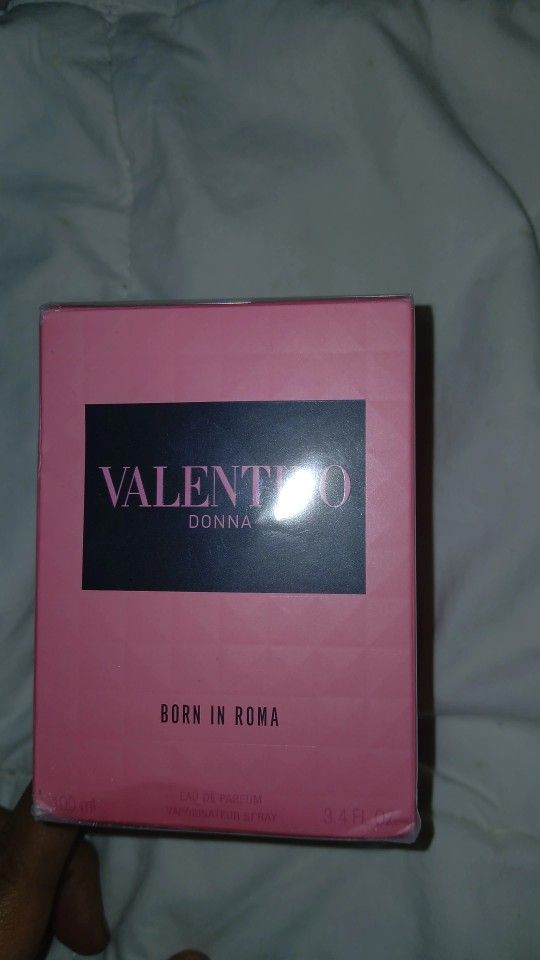 VALENTINO
DONNA
BORN IN ROMA
EAU DE PARFUM
VAPORISATEUR SPRAY
100 ml
3.4 FL. Oz